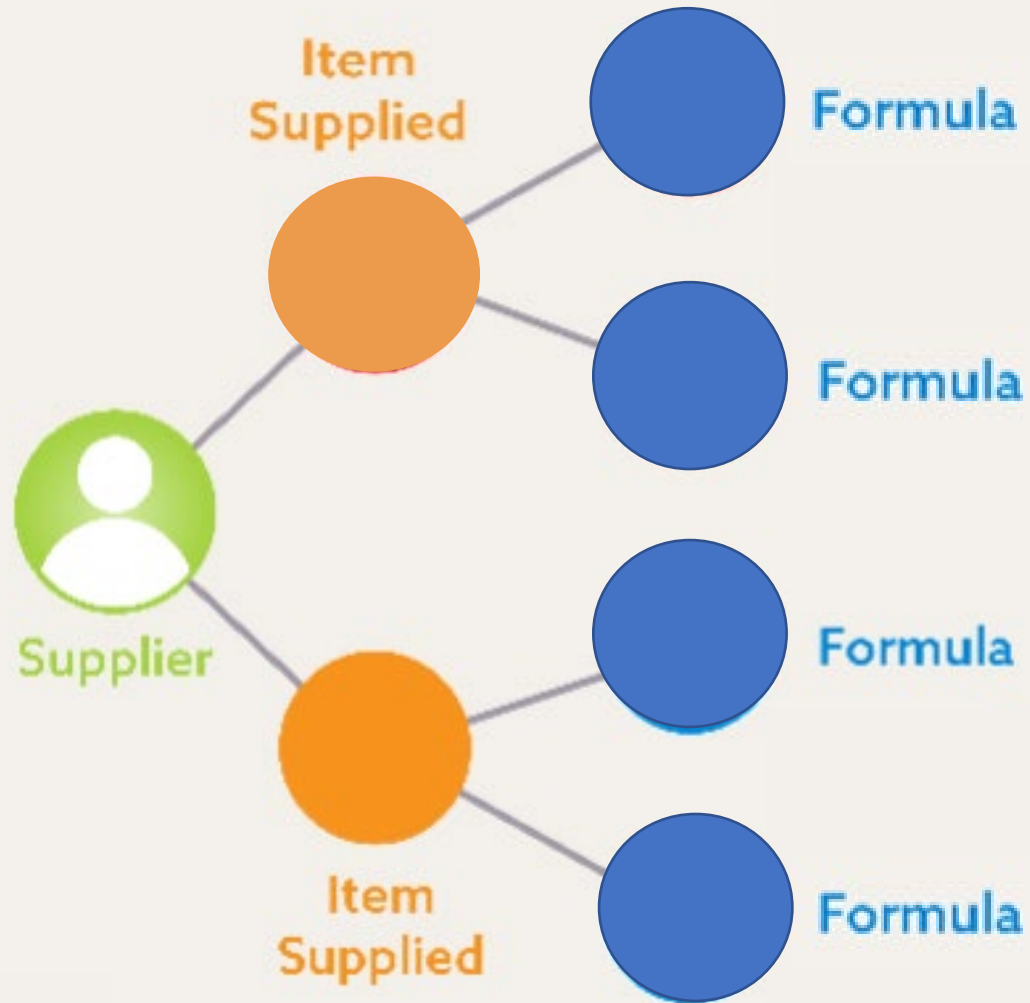 Item
Supplied
Formula
Formula
Supplier
Formula
Item
Supplied
Formula